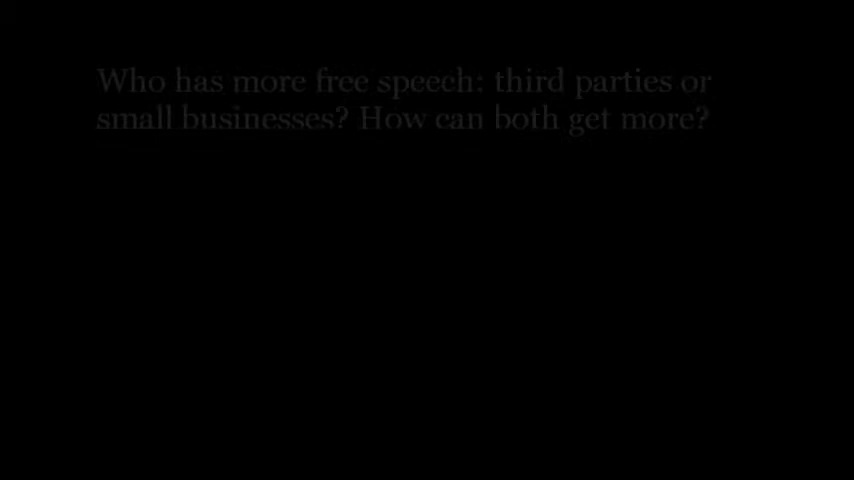 Who has more free speech: third parties or
small businesses? How can both get more?